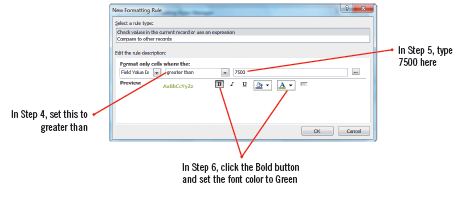 New Formatting Rule
Select a rule type:
Check values in the current record or use an expression
Compare to other records
Edit the rule description:
Format only cells where the:
Field Value Is greater than 7500
Preview AaBbCcYyZz B I U A
OK Cancel
In Step 5, type
7500 here
In Step 4, set this to
greater than
In Step 6, click the Bold button
and set the font color to Green